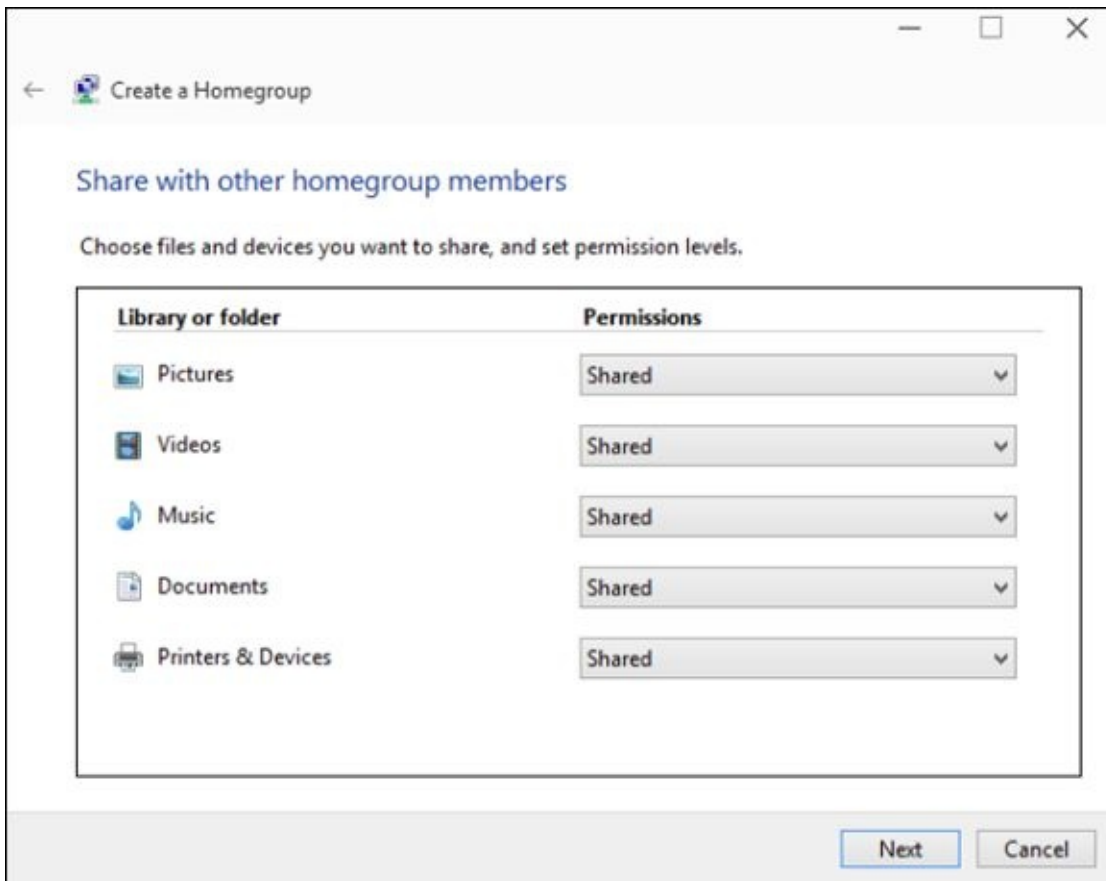 Create a Homegroup
Share with other homegroup members
Choose files and devices you want to share, and set permission levels.
Library or folder Permissions
Pictures Shared
Videos Shared
Music Shared
Documents Shared
Printers & Devices Shared
Next Cancel